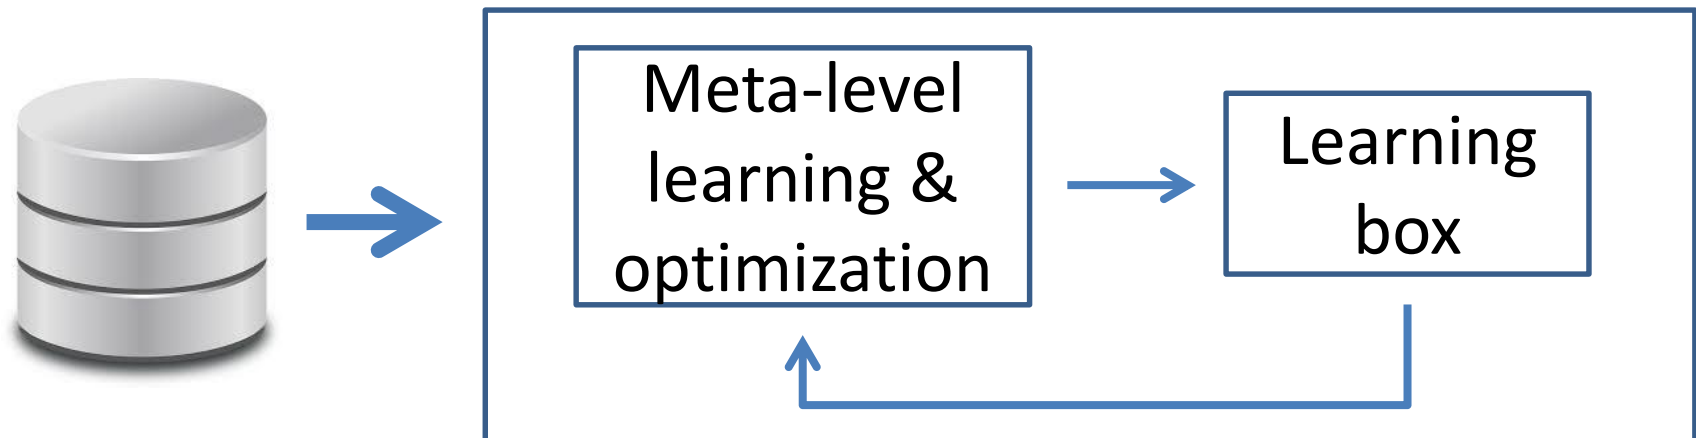 Meta-level
learning &
optimization
Learning
box